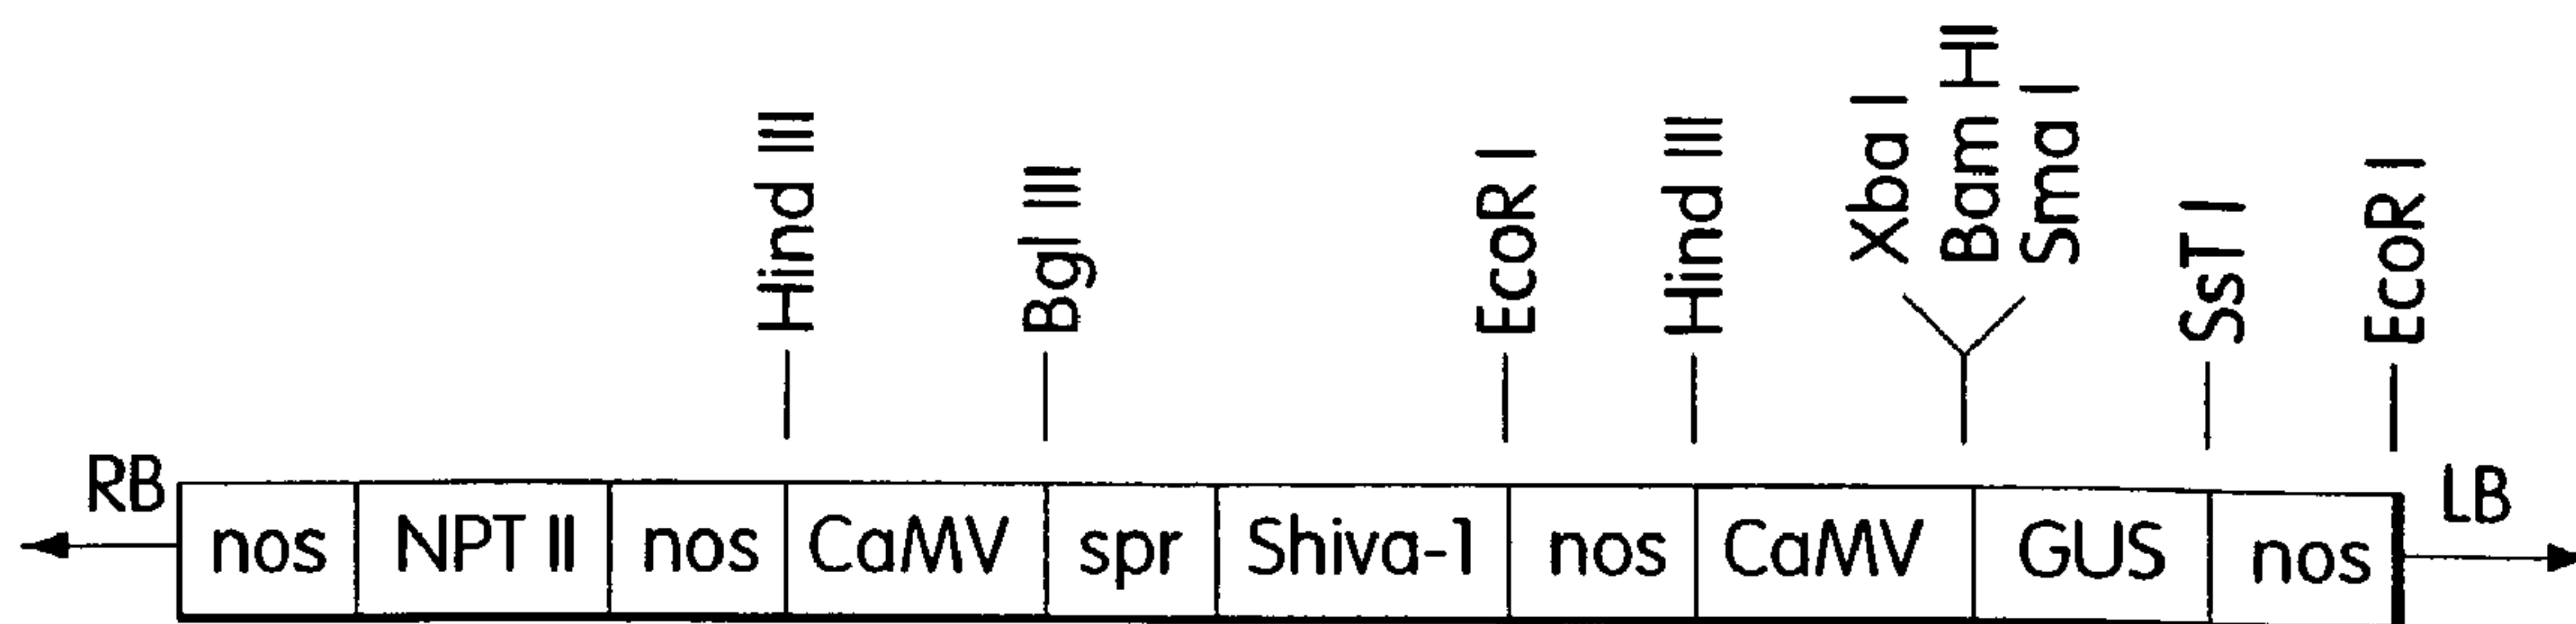 Hind III
Bgl III
EcoR I
Hind III
Xba I
Bam HI
Sma I
SsT I
EcoR I
RB
nos
NPT II
nos
CaMV
spr
Shiva-1
nos
CaMV
GUS
nos
LB